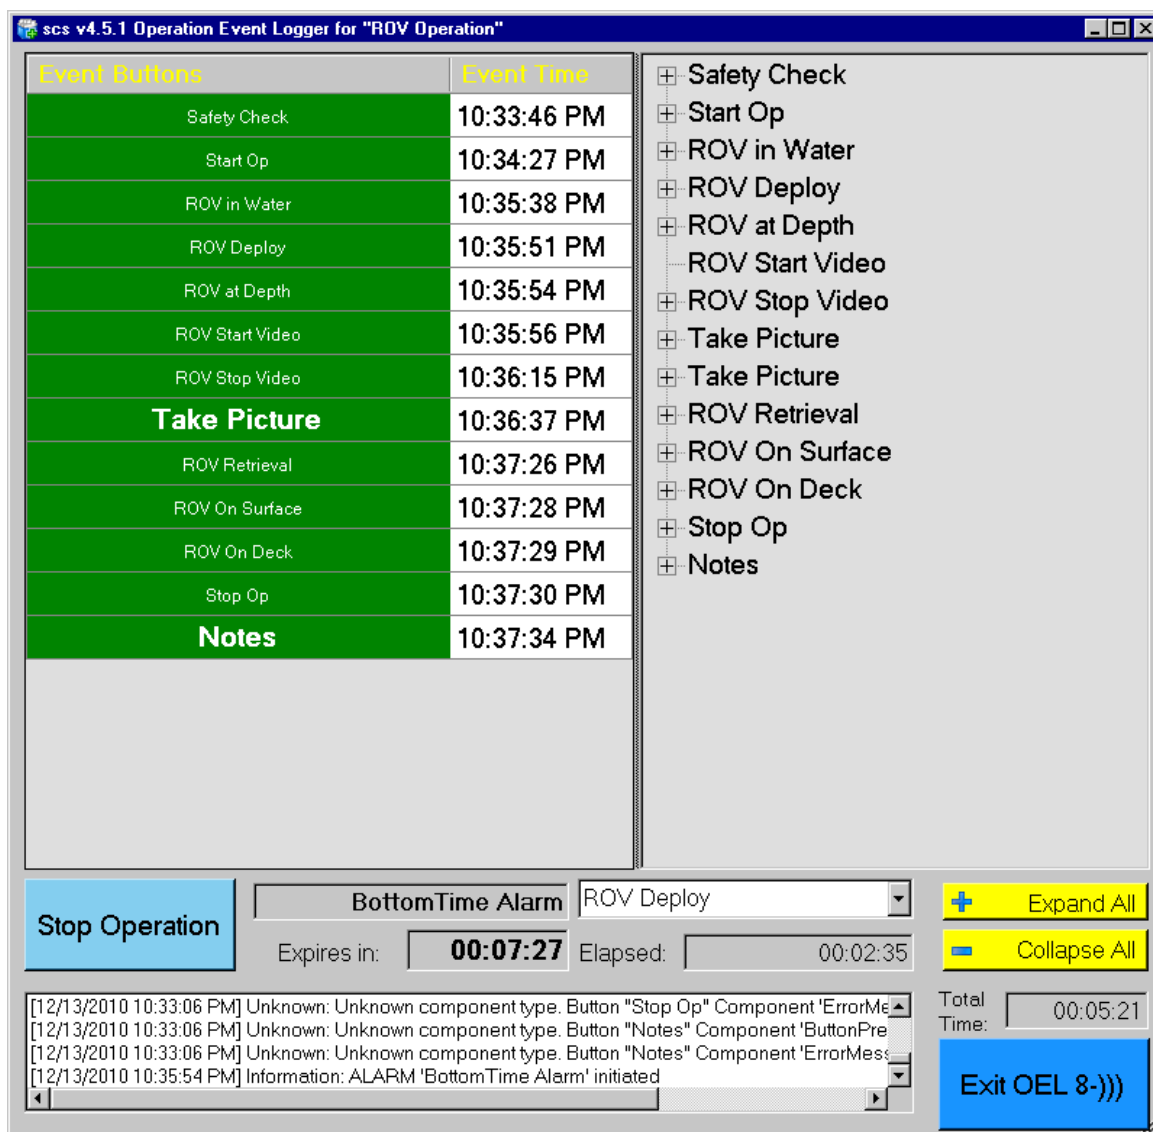 scs v4.5.1 Operation Event Logger for "ROV Operation"
Event Buttons Event Time
Safety Check 10:33:46 PM
Start Op 10:34:27 PM
ROV in Water 10:35:38 PM
ROV Deploy 10:35:51 PM
ROV at Depth 10:35:54 PM
ROV Start Video 10:35:56 PM
ROV Stop Video 10:36:15 PM
Take Picture 10:36:37 PM
ROV Retrieval 10:37:26 PM
ROV On Surface 10:37:28 PM
ROV On Deck 10:37:29 PM
Stop Op 10:37:30 PM
Notes 10:37:34 PM
Safety Check
Start Op
ROV in Water
ROV Deploy
ROV at Depth
ROV Start Video
ROV Stop Video
Take Picture
Take Picture
ROV Retrieval
ROV On Surface
ROV On Deck
Stop Op
Notes
Stop Operation
BottomTime Alarm ROV Deploy
Expires in: 00:07:27 Elapsed: 00:02:35
Expand All
Collapse All
[12/13/2010 10:33:06 PM] Unknown: Unknown component type. Button "Stop Op" Component 'ErrorMe
[12/13/2010 10:33:06 PM] Unknown: Unknown component type. Button "Notes" Component 'ButtonPre
[12/13/2010 10:33:06 PM] Unknown: Unknown component type. Button "Notes" Component 'ErrorMess
[12/13/2010 10:35:54 PM] Information: ALARM 'BottomTime Alarm' initiated
Total
Time: 00:05:21
Exit OEL 8-)))